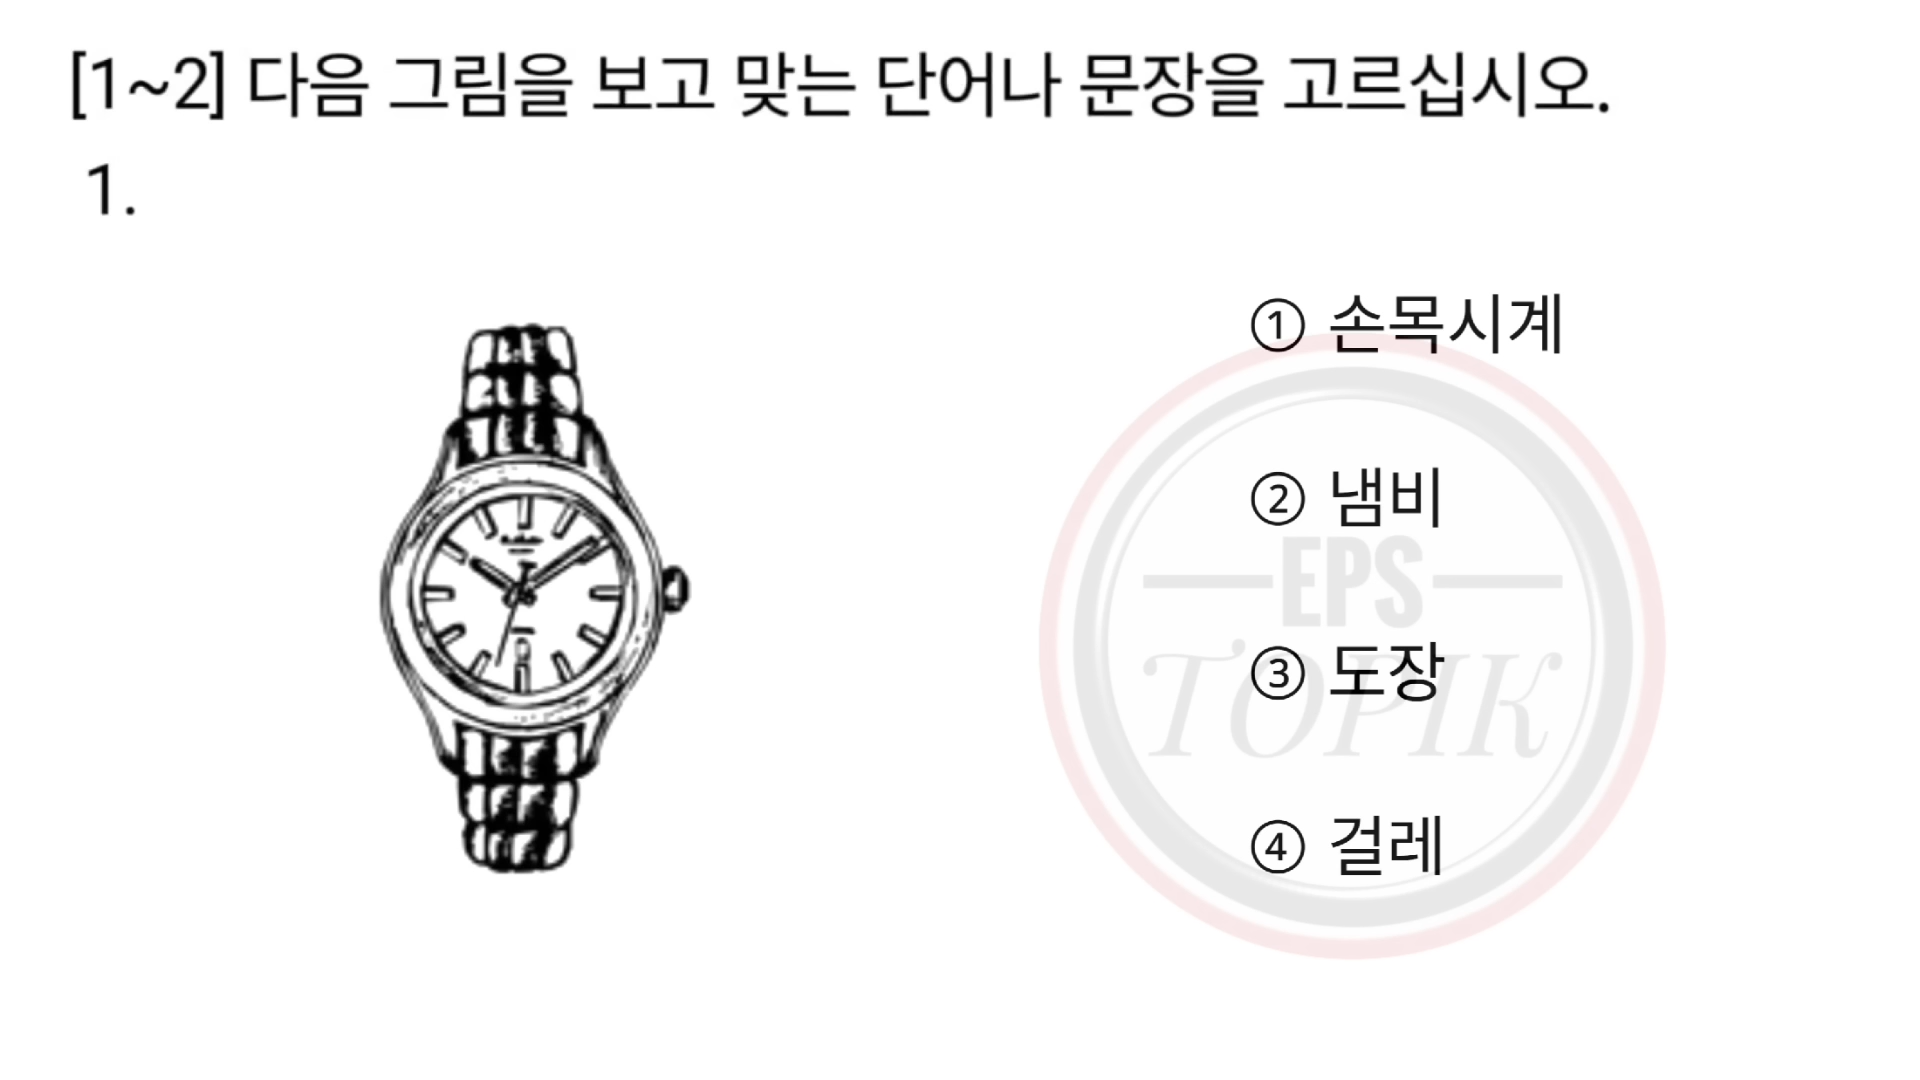 [1~2] 다음 그림을 보고 맞는 단어나 문장을 고르십시오.
1.
① 손목시계
② 냄비
③ 도장
④ 걸레
EPS
TOPIK